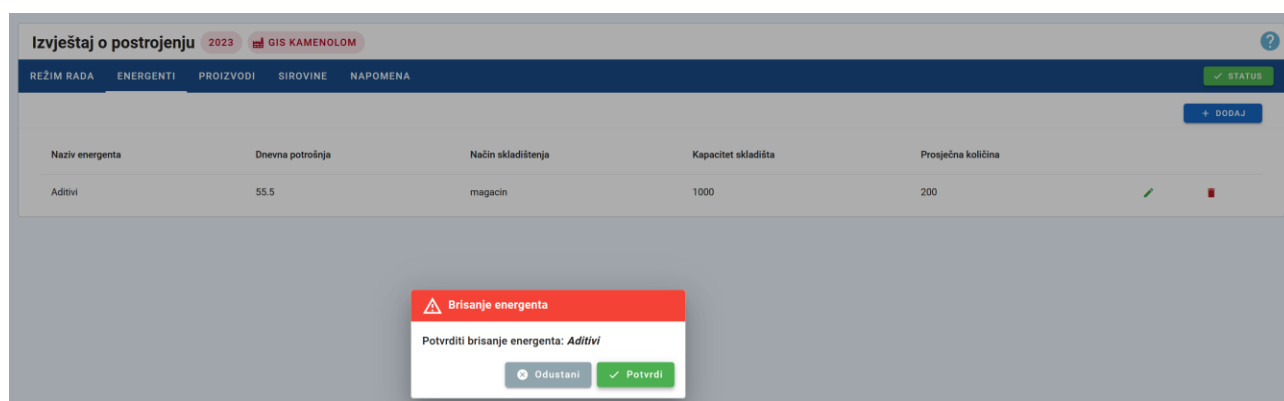 Izvještaj o postrojenju 2023 GIS KAMENOLOM
REŽIM RADA ENERGENTI PROIZVODI SIROVINE NAPOMENA STATUS
+ DODAJ
Naziv energenta Dnevna potrošnja Način skladištenja Kapacitet skladišta Prosječna količina
Aditivi 55.5 magacin 1000 200
Brisanje energenta
Potvrditi brisanje energenta: Aditivi
Odustani Potvrdi